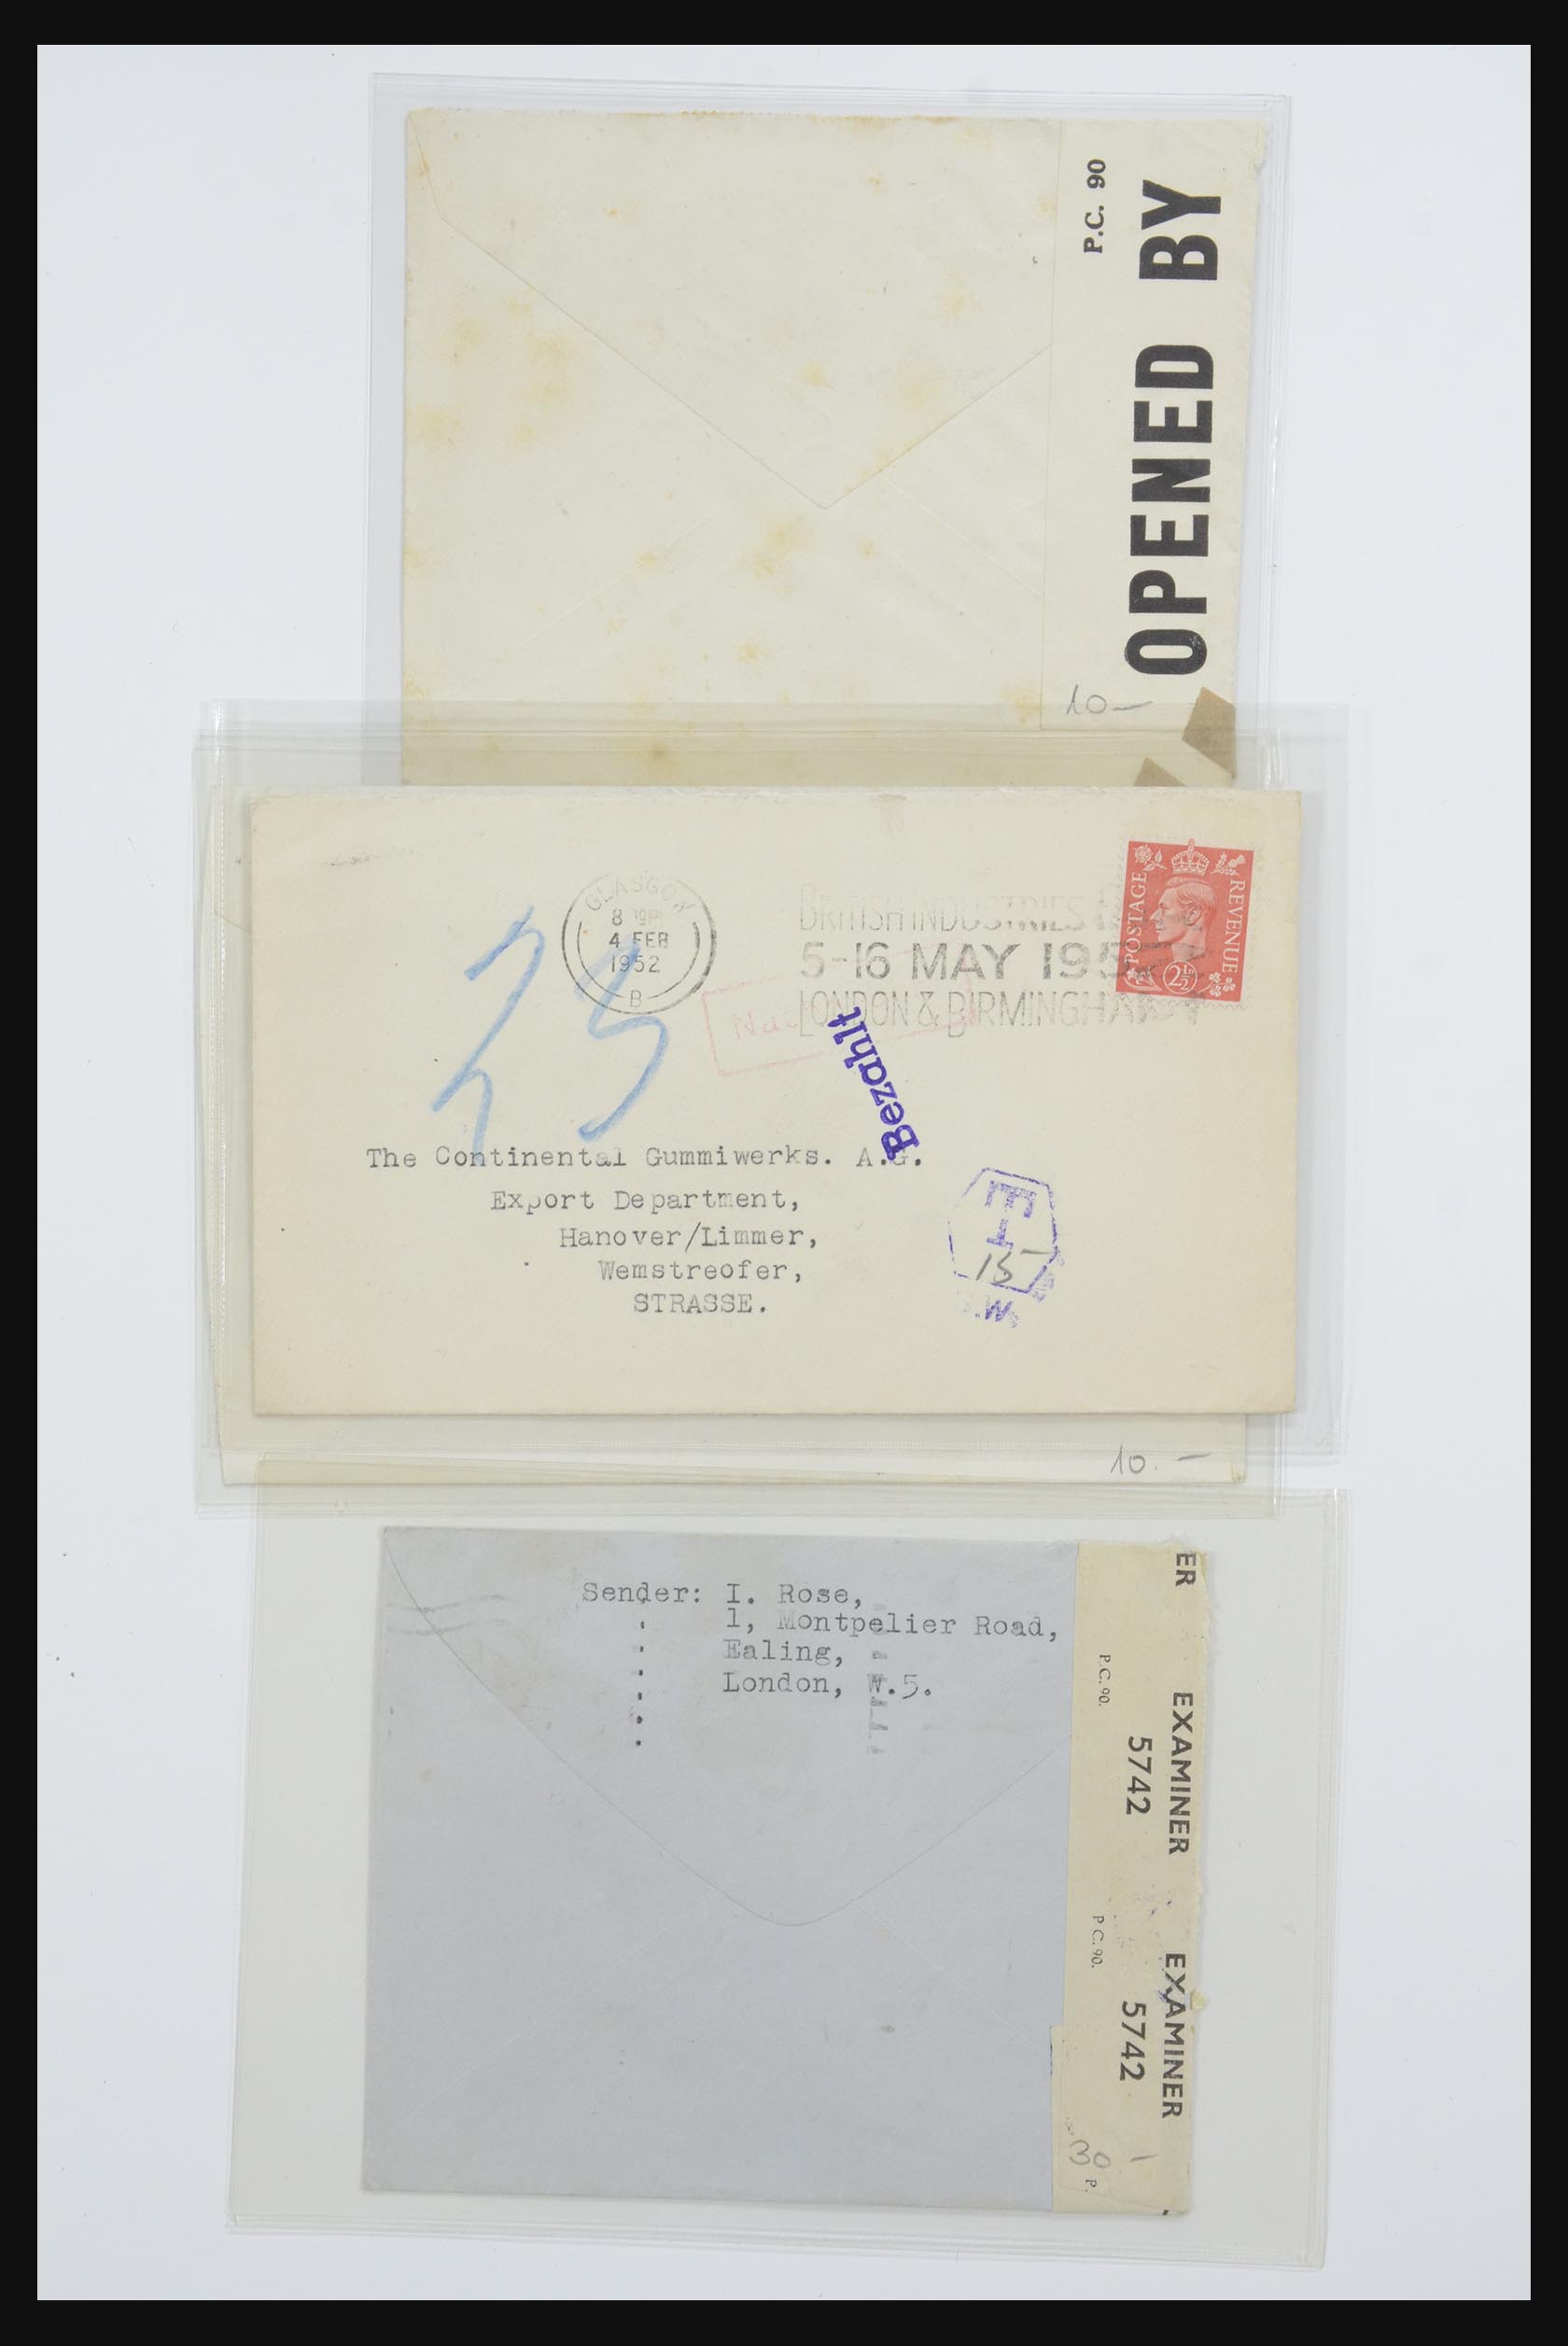 P.C. 90
OPENED BY
10-
GLASGOW
8 PM
4 FEB
1952
B
BRITISH INDUSTRIES
5-16 MAY 195
LONDON & BIRMINGHAM
POSTAGE
REVENUE
2½
Bezahlt
The Continental Gummiwerks. A.G.
Export Department,
Hanover/Limmer,
Wemstreofer,
STRASSE.
T
15
10.-
Sender: I. Rose,
1, Montpelier Road,
Ealing,
London, W.5.
ER
P.C. 90.
EXAMINER
5742
P.C. 90.
EXAMINER
5742
30
P.